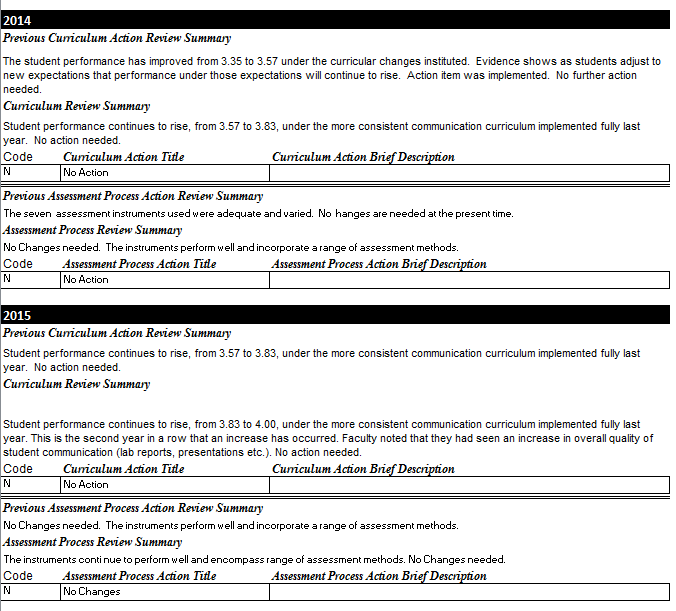 2014
Previous Curriculum Action Review Summary
The student performance has improved from 3.35 to 3.57 under the curricular changes instituted.  Evidence shows as students adjust to
new expectations that performance under those expectations will continue to rise.  Action item was implemented.  No further action
needed.
Curriculum Review Summary
Student performance continues to rise, from 3.57 to 3.83, under the more consistent communication curriculum implemented fully last
year.  No action needed.
Code Curriculum Action Title Curriculum Action Brief Description
N No Action
Previous Assessment Process Action Review Summary
The seven assessment instruments used were adequate and varied.  No hanges are needed at the present time.
Assessment Process Review Summary
No Changes needed.  The instruments perform well and incorporate a range of assessment methods.
Code Assessment Process Action Title Assessment Process Action Brief Description
N No Action
2015
Previous Curriculum Action Review Summary
Student performance continues to rise, from 3.57 to 3.83, under the more consistent communication curriculum implemented fully last
year.  No action needed.
Curriculum Review Summary
Student performance continues to rise, from 3.83 to 4.00, under the more consistent communication curriculum implemented fully last
year. This is the second year in a row that an increase has occurred. Faculty noted that they had seen an increase in overall quality of
student communication (lab reports, presentations etc.). No action needed.
Code Curriculum Action Title Curriculum Action Brief Description
N No Action
Previous Assessment Process Action Review Summary
No Changes needed.  The instruments perform well and incorporate a range of assessment methods.
Assessment Process Review Summary
The instruments continue to perform well and encompass range of assessment methods. No Changes needed.
Code Assessment Process Action Title Assessment Process Action Brief Description
N No Changes